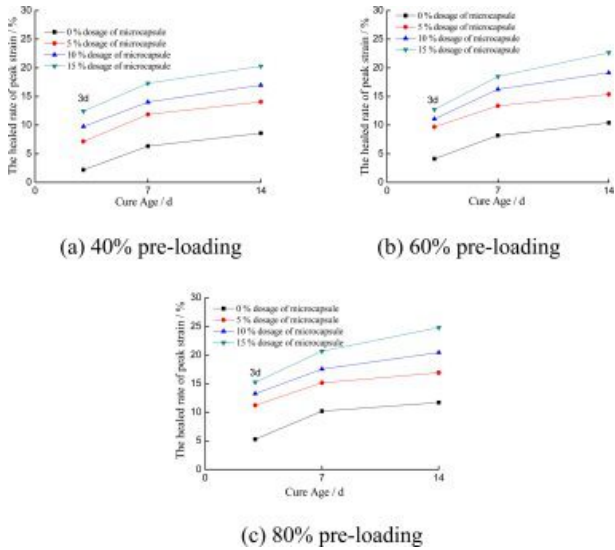 The healed rate of peak strain / %
30
25
20
15
10
5
0
0 % dosage of microcapsule
5 % dosage of microcapsule
10 % dosage of microcapsule
15 % dosage of microcapsule
3d
0
7
14
Cure Age / d
(a) 40% pre-loading
The healed rate of peak strain / %
30
25
20
15
10
5
0
0 % dosage of microcapsule
5 % dosage of microcapsule
10 % dosage of microcapsule
15 % dosage of microcapsule
3d
0
7
14
Cure Age / d
(b) 60% pre-loading
The healed rate of peak strain / %
30
25
20
15
10
5
0
0 % dosage of microcapsule
5 % dosage of microcapsule
10 % dosage of microcapsule
15 % dosage of microcapsule
3d
0
7
14
Cure Age / d
(c) 80% pre-loading